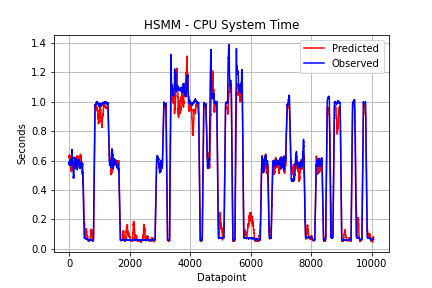 HSMM - CPU System Time
Predicted
Observed
Seconds
1.4
1.2
1.0
0.8
0.6
0.4
0.2
0.0
0 2000 4000 6000 8000 10000
Datapoint